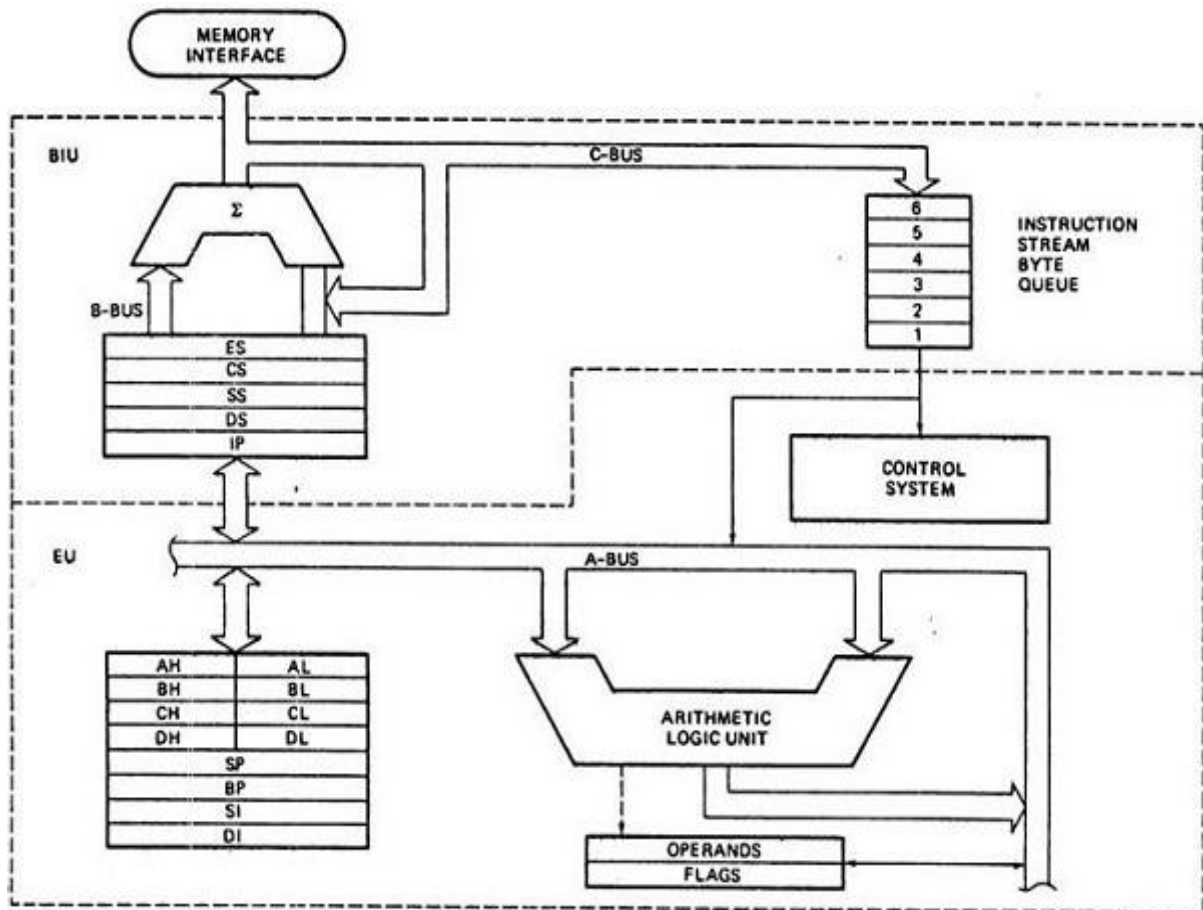 MEMORY
INTERFACE
BIU
C-BUS
Σ
B-BUS
6
5
4
3
2
1
INSTRUCTION
STREAM
BYTE
QUEUE
ES
CS
SS
DS
IP
CONTROL
SYSTEM
EU
A-BUS
AH AL
BH BL
CH CL
DH DL
SP
BP
SI
DI
ARITHMETIC
LOGIC UNIT
OPERANDS
FLAGS